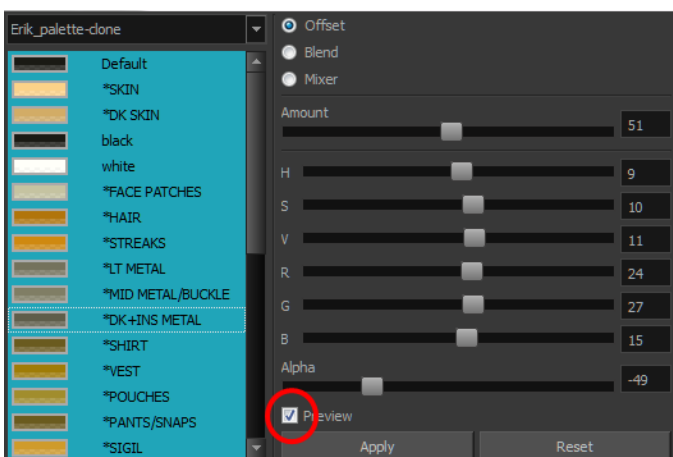 Erik_palette-clone
Default
*SKIN
*DK SKIN
black
white
*FACE PATCHES
*HAIR
*STREAKS
*LT METAL
*MID METAL/BUCKLE
*DK+INS METAL
*SHIRT
*VEST
*POUCHES
*PANTS/SNAPS
*SIGIL
Offset
Blend
Mixer
Amount
51
H 9
S 10
V 11
R 24
G 27
B 15
Alpha
-49
Preview
Apply Reset